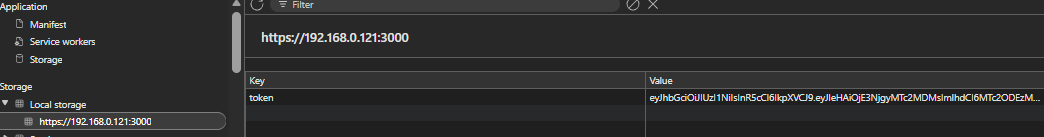 Application
Filter
Manifest
Service workers
Storage
https://192.168.0.121:3000
Storage
Key
Value
Local storage
token
eyJhbGciOiJIUzI1NiIsInR5cCI6IkpXVCJ9.eyJleHAiOjE3NjgyMTc2MDMsImlhdCI6MTc2ODEzM...
https://192.168.0.121:3000